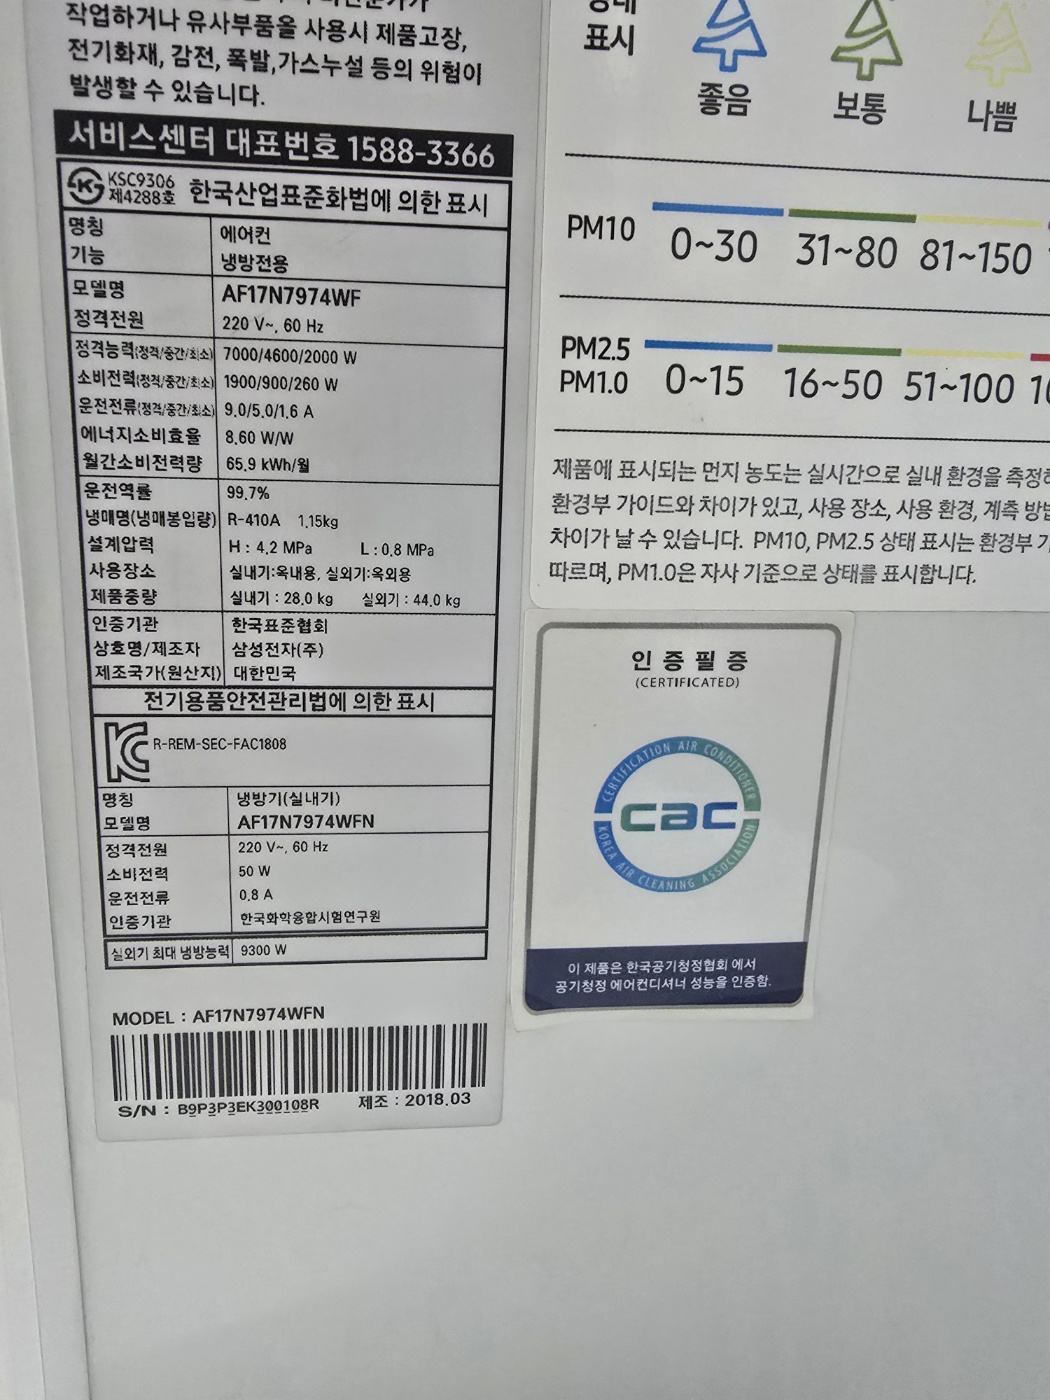 작업하거나 유사부품을 사용시 제품고장,
전기화재, 감전, 폭발,가스누설 등의 위험이
발생할 수 있습니다.
서비스센터 대표번호 1588-3366
KSC9306
제4288호
한국산업표준화법에 의한 표시
명칭 에어컨
기능 냉방전용
모델명 AF17N7974WF
정격전원 220 V~, 60 Hz
정격능력(정격/중간/최소) 7000/4600/2000 W
소비전력(정격/중간/최소) 1900/900/260 W
운전전류(정격/중간/최소) 9.0/5.0/1.6 A
에너지소비효율 8.60 W/W
월간소비전력량 65.9 kWh/월
운전역률 99.7%
냉매명(냉매봉입량) R-410A 1.15kg
설계압력 H : 4.2 MPa L : 0.8 MPa
사용장소 실내기:옥내용, 실외기:옥외용
제품중량 실내기 : 28.0 kg 실외기 : 44.0 kg
인증기관 한국표준협회
상호명/제조자 삼성전자(주)
제조국가(원산지) 대한민국
전기용품안전관리법에 의한 표시
R-REM-SEC-FAC1808
명칭 냉방기(실내기)
모델명 AF17N7974WFN
정격전원 220 V~, 60 Hz
소비전력 50 W
운전전류 0.8 A
인증기관 한국화학융합시험연구원
실외기 최대 냉방능력 9300 W
MODEL : AF17N7974WFN
S/N : B9P3P3EK300108R 제조 : 2018.03
표시
좋음 보통 나쁨
PM10 0~30 31~80 81~150
PM2.5
PM1.0
0~15 16~50 51~100
제품에 표시되는 먼지 농도는 실시간으로 실내 환경을
환경부 가이드와 차이가 있고, 사용 장소, 사용 환경, 계측
차이가 날 수 있습니다. PM10, PM2.5 상태 표시는 환경부
따르며, PM1.0은 자사 기준으로 상태를 표시합니다.
인 증 필 증
(CERTIFICATED)
CERTIFICATION AIR CONDITIONER
cac
KOREA AIR CLEANING ASSOCIATION
이 제품은 한국공기청정협회 에서
공기청정 에어컨디셔너 성능을 인증함.